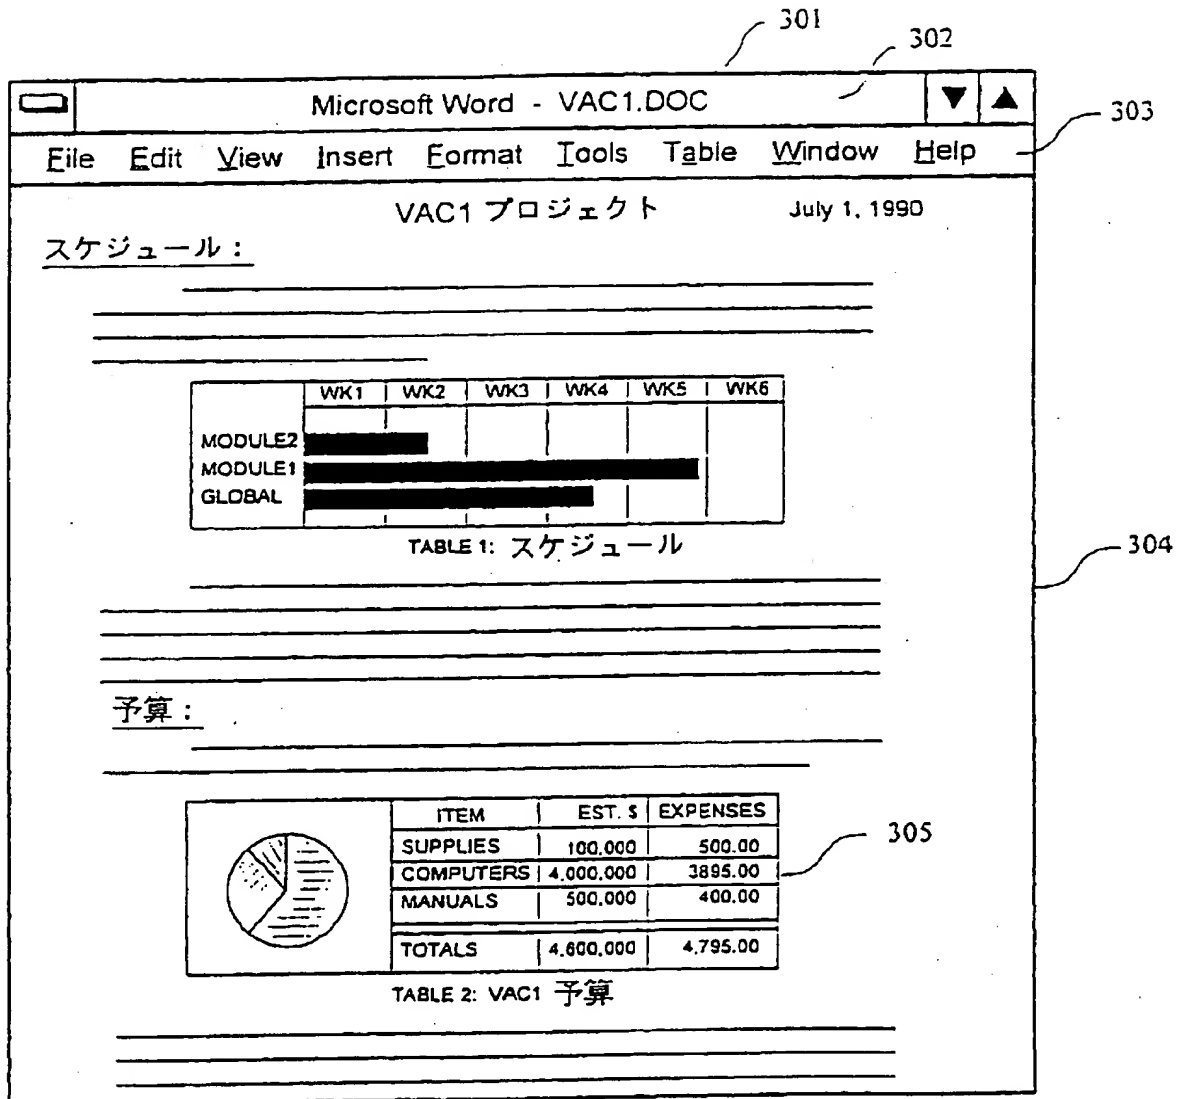 301
302
Microsoft Word - VAC1.DOC
303
File Edit View Insert Format Tools Table Window Help
VAC1 プロジェクト July 1, 1990
スケジュール:
WK1 WK2 WK3 WK4 WK5 WK6
MODULE2
MODULE1
GLOBAL
TABLE 1: スケジュール
304
予算:
ITEM EST. $ EXPENSES
SUPPLIES 100,000 500.00
COMPUTERS 4,000,000 3895.00
MANUALS 500,000 400.00
TOTALS 4,600,000 4,795.00
305
TABLE 2: VAC1 予算